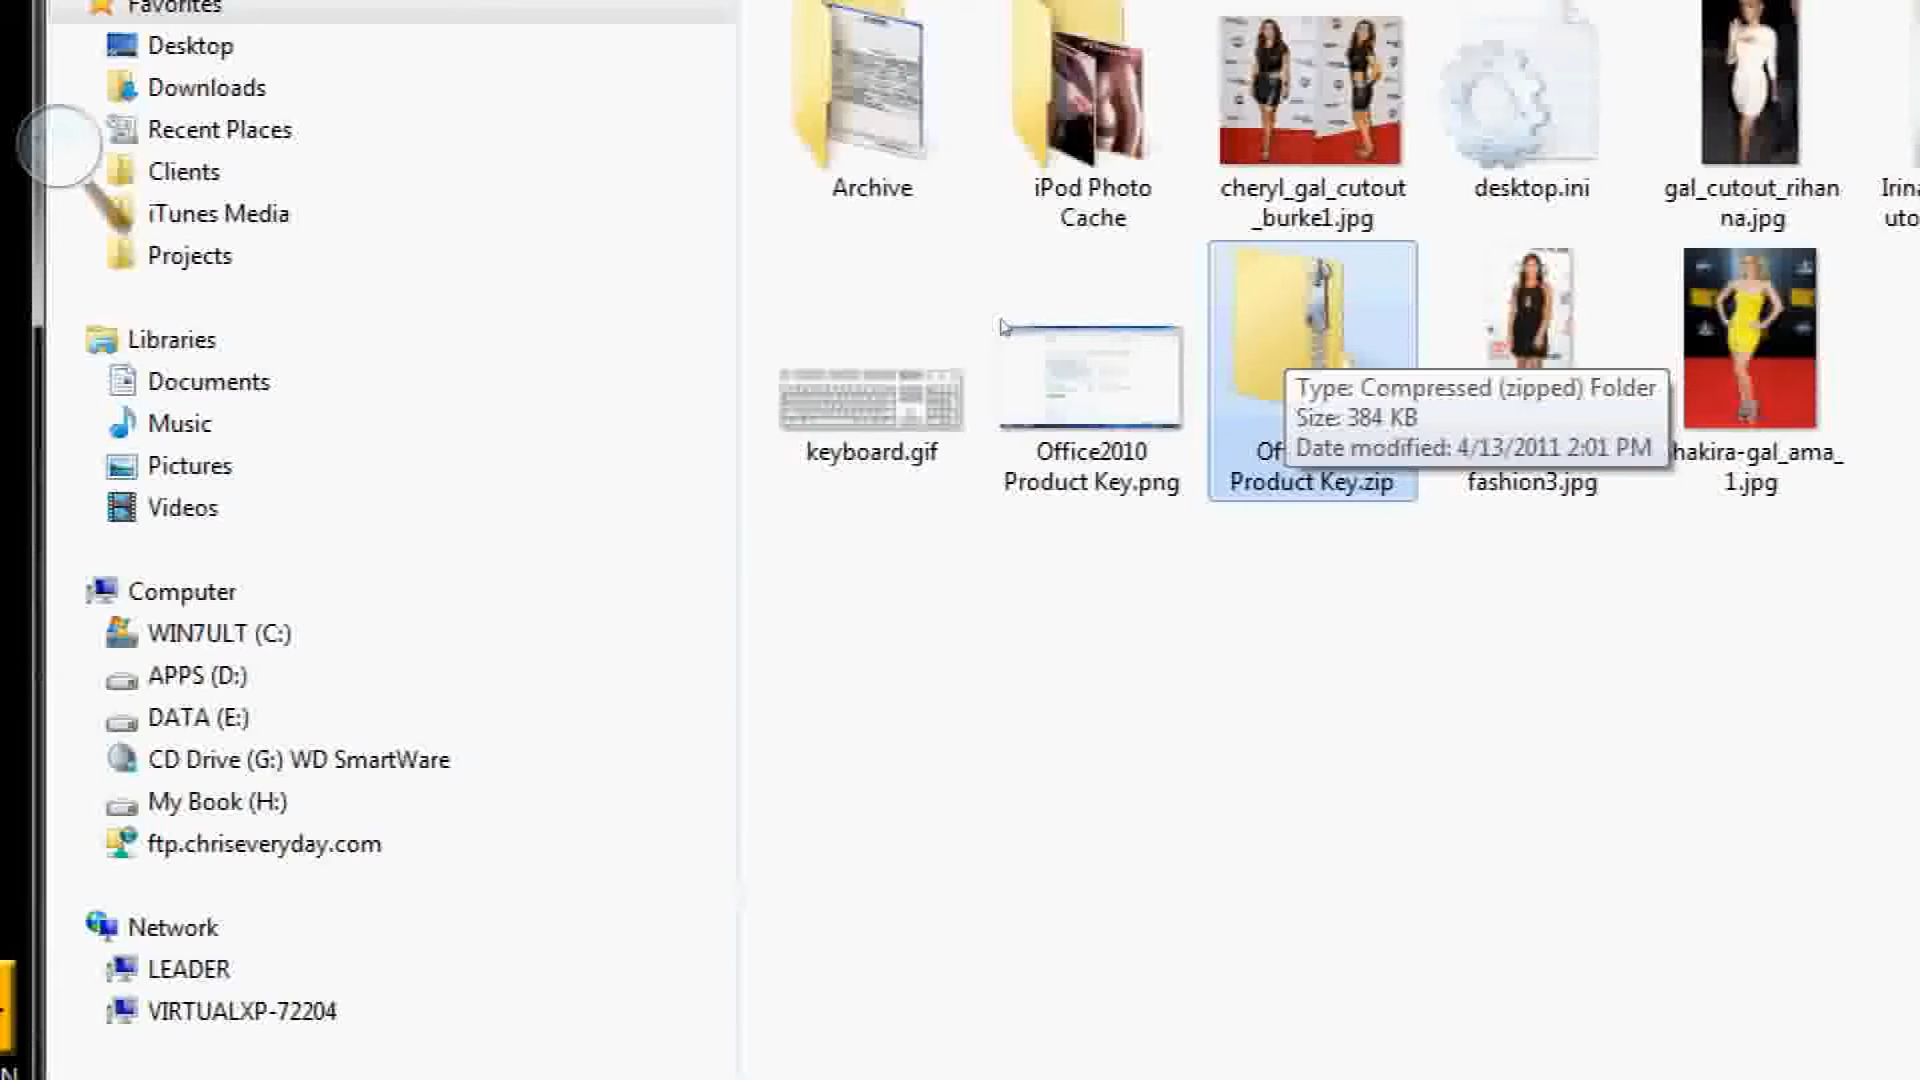 Favorites
Desktop
Downloads
Recent Places
Clients
iTunes Media
Projects
Libraries
Documents
Music
Pictures
Videos
Computer
WIN7ULT (C:)
APPS (D:)
DATA (E:)
CD Drive (G:) WD SmartWare
My Book (H:)
ftp.chriseveryday.com
Network
LEADER
VIRTUALXP-72204
Archive
iPod Photo
Cache
cheryl_gal_cutout
_burke1.jpg
desktop.ini
gal_cutout_rihan
na.jpg
Irina
uto
keyboard.gif
Office2010
Product Key.png
Of
Product Key.zip
Type: Compressed (zipped) Folder
Size: 384 KB
Date modified: 4/13/2011 2:01 PM
fashion3.jpg
hakira-gal_ama_
1.jpg
N